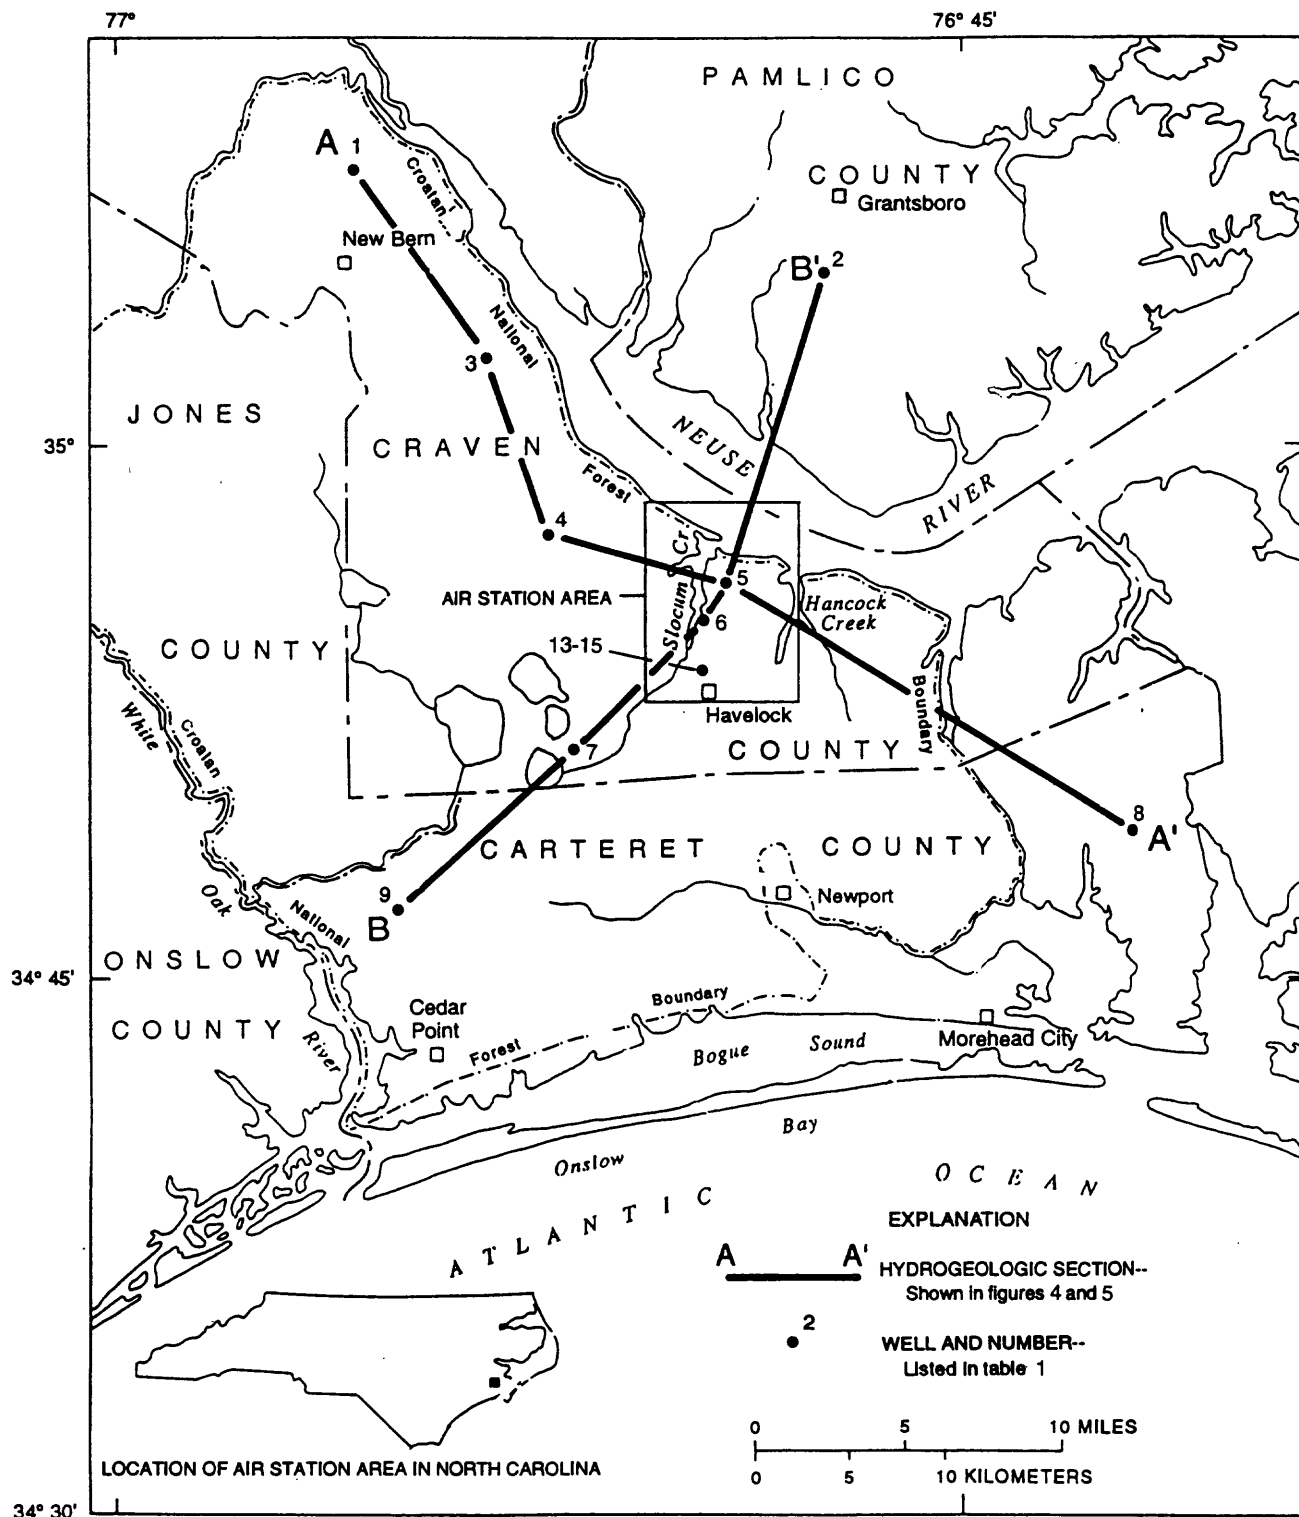 77°
76° 45'
PAMLICO
COUNTY
Grantsboro
A
1
Croatan
New Bern
B' 2
National
3
JONES
35°
CRAVEN
NEUSE
RIVER
Forest
4
Cr
Slocum
5
AIR STATION AREA
6
Hancock
Creek
COUNTY
13-15
Havelock
Boundary
COUNTY
White
Croatan
7
8
A'
CARTERET
COUNTY
9
B
Newport
Oak
National
ONSLOW
34° 45'
COUNTY
River
Cedar
Point
Forest
Boundary
Bogue
Sound
Morehead City
Bay
Onslow
ATLANTIC
OCEAN
EXPLANATION
A A'
HYDROGEOLOGIC SECTION--
Shown in figures 4 and 5
2
WELL AND NUMBER--
Listed in table 1
0 5 10 MILES
0 5 10 KILOMETERS
LOCATION OF AIR STATION AREA IN NORTH CAROLINA
34° 30'